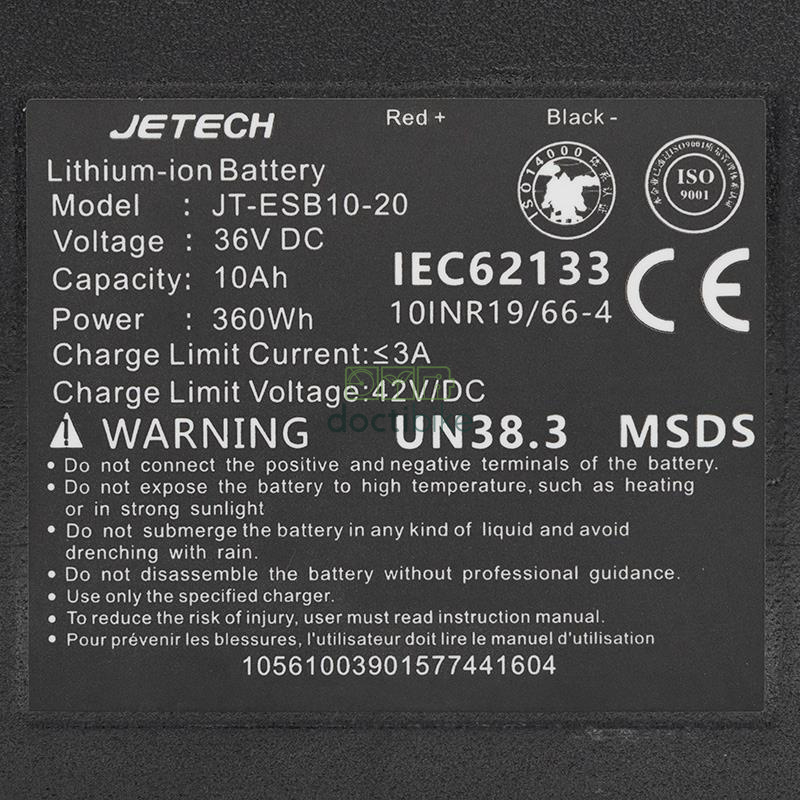 JETECH
Red +
Black -
Lithium-ion Battery
Model : JT-ESB10-20
Voltage : 36V DC
Capacity: 10Ah
Power : 360Wh
Charge Limit Current:≤3A
Charge Limit Voltage:42V/DC
ISO14000
ISO9001
ISO
9001
IEC62133
10INR19/66-4
CE
WARNING
UN38.3
MSDS
• Do not connect the positive and negative terminals of the battery.
• Do not expose the battery to high temperature, such as heating
or in strong sunlight
• Do not submerge the battery in any kind of liquid and avoid
drenching with rain.
• Do not disassemble the battery without professional guidance.
• Use only the specified charger.
• To reduce the risk of injury, user must read instruction manual.
• Pour prévenir les blessures, l'utilisateur doit lire le manuel d'utilisation
10561003901577441604